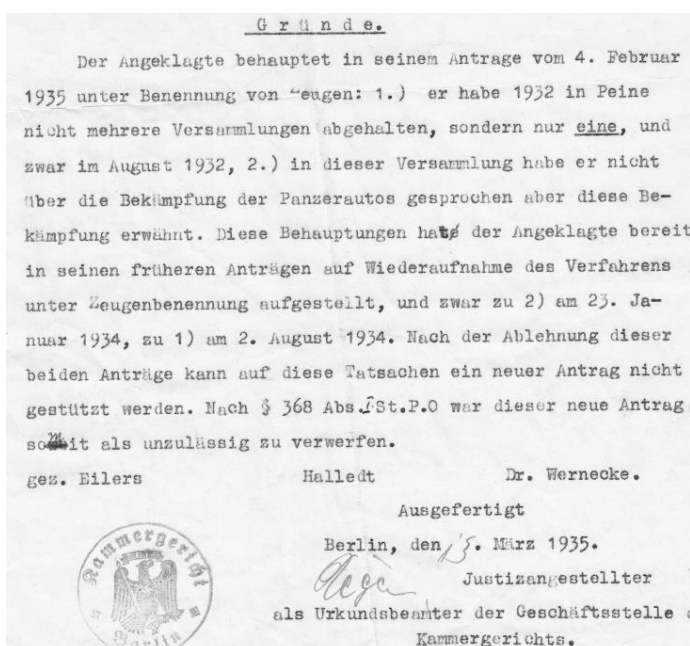 Gründe.
Der Angeklagte behauptet in seinem Antrage vom 4. Februar
1935 unter Benennung von Zeugen: 1.) er habe 1932 in Peine
nicht mehrere Versammlungen abgehalten, sondern nur eine, und
zwar im August 1932, 2.) in dieser Versammlung habe er nicht
über die Bekämpfung der Panzerautos gesprochen aber diese Be-
kämpfung erwähnt. Diese Behauptungen hat der Angeklagte bereit
in seinen früheren Anträgen auf Wiederaufnahme des Verfahrens
unter Zeugenbenennung aufgestellt, und zwar zu 2) am 23. Ja-
nuar 1934, zu 1) am 2. August 1934. Nach der Ablehnung dieser
beiden Anträge kann auf diese Tatsachen ein neuer Antrag nicht
gestützt werden. Nach § 368 Abs.I St.P.O war dieser neue Antrag
somit als unzulässig zu verwerfen.
gez. Eilers Halledt Dr. Wernecke.
Ausgefertigt
Berlin, den . März 1935.
Justizangestellter
als Urkundsbeamter der Geschäftsstelle
Kammergerichts.
Kammergericht
Berlin